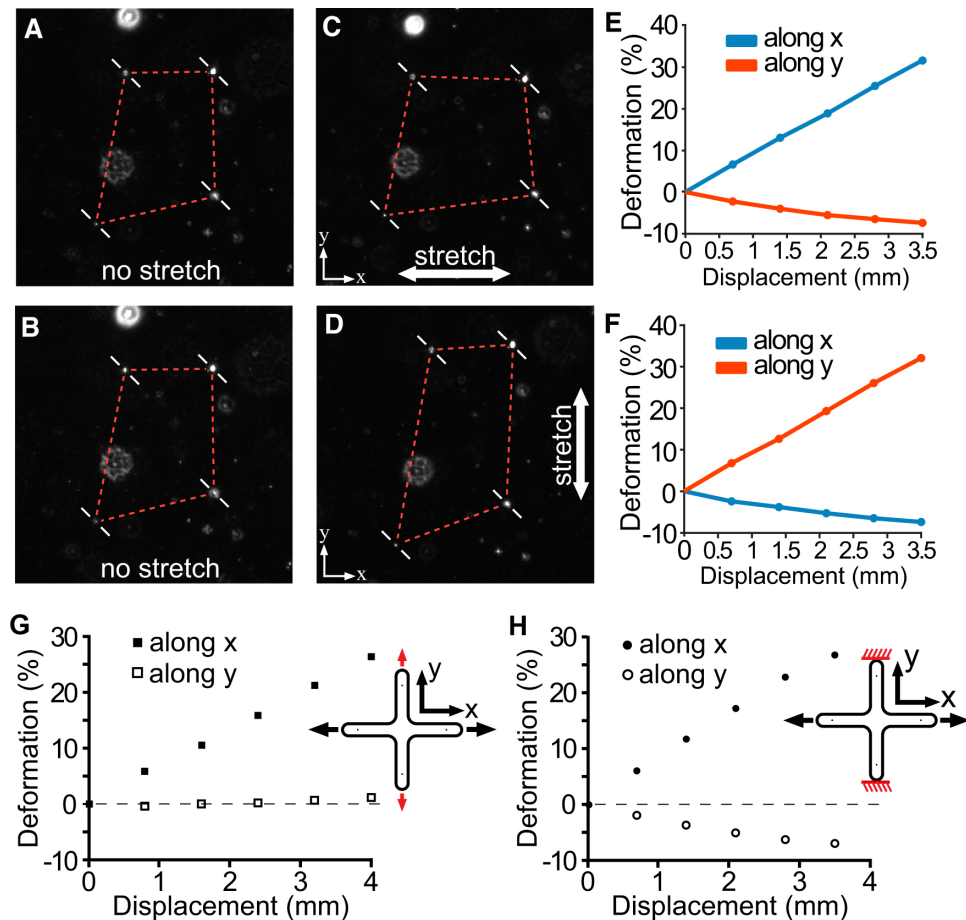 A
no stretch
C
y
x
stretch
E
along x
along y
Deformation (%)
40
30
20
10
0
-10
0 0.5 1 1.5 2 2.5 3 3.5
Displacement (mm)
B
no stretch
D
y
x
stretch
F
along x
along y
Deformation (%)
40
30
20
10
0
-10
0 0.5 1 1.5 2 2.5 3 3.5
Displacement (mm)
G
along x
along y
y
x
Deformation (%)
30
20
10
0
-10
0 1 2 3 4
Displacement (mm)
H
along x
along y
y
x
Deformation (%)
30
20
10
0
-10
0 1 2 3 4
Displacement (mm)